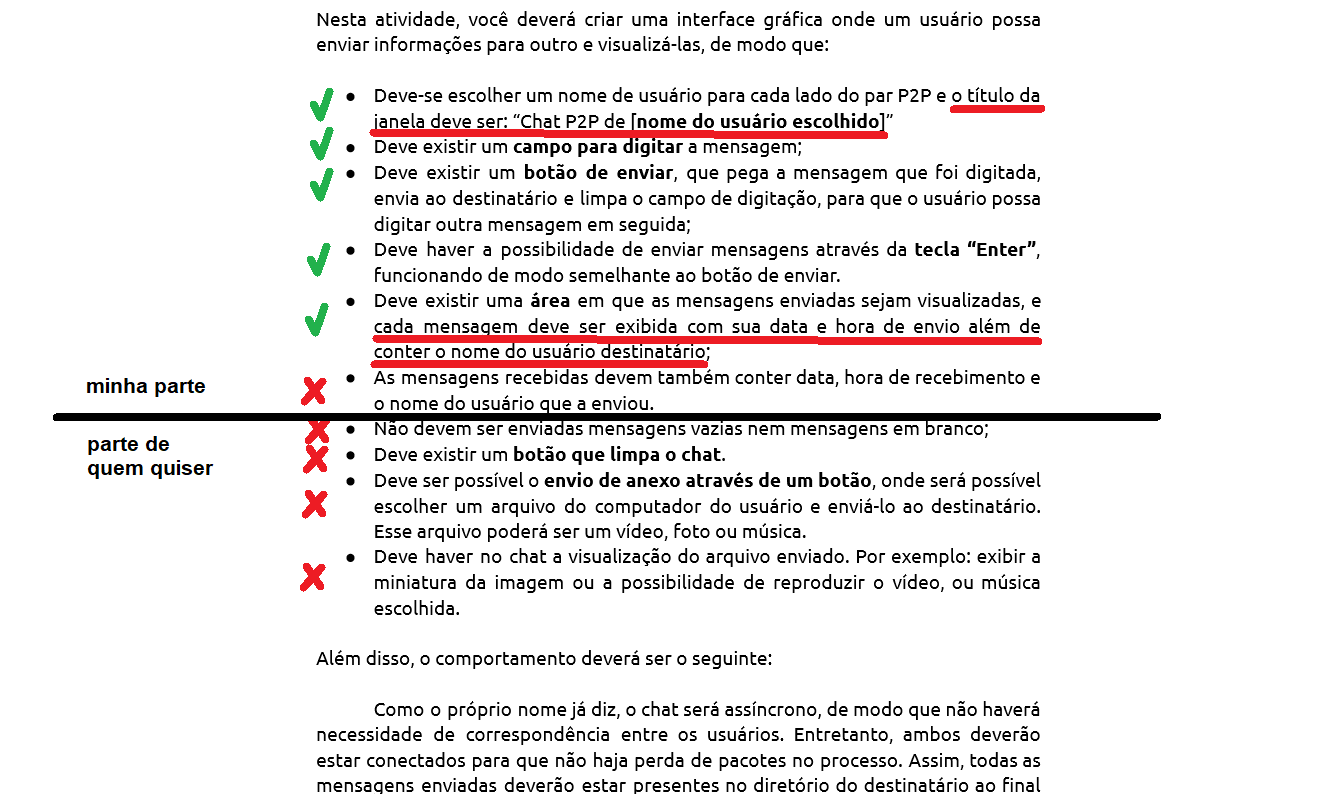 Nesta atividade, você deverá criar uma interface gráfica onde um usuário possa
enviar informações para outro e visualizá-las, de modo que:
● Deve-se escolher um nome de usuário para cada lado do par P2P e o título da
janela deve ser: “Chat P2P de [nome do usuário escolhido]”
● Deve existir um campo para digitar a mensagem;
● Deve existir um botão de enviar, que pega a mensagem que foi digitada,
envia ao destinatário e limpa o campo de digitação, para que o usuário possa
digitar outra mensagem em seguida;
● Deve haver a possibilidade de enviar mensagens através da tecla “Enter”,
funcionando de modo semelhante ao botão de enviar.
● Deve existir uma área em que as mensagens enviadas sejam visualizadas, e
cada mensagem deve ser exibida com sua data e hora de envio além de
conter o nome do usuário destinatário;
● As mensagens recebidas devem também conter data, hora de recebimento e
o nome do usuário que a enviou.
minha parte
parte de
quem quiser
● Não devem ser enviadas mensagens vazias nem mensagens em branco;
● Deve existir um botão que limpa o chat.
● Deve ser possível o envio de anexo através de um botão, onde será possível
escolher um arquivo do computador do usuário e enviá-lo ao destinatário.
Esse arquivo poderá ser um vídeo, foto ou música.
● Deve haver no chat a visualização do arquivo enviado. Por exemplo: exibir a
miniatura da imagem ou a possibilidade de reproduzir o vídeo, ou música
escolhida.
Além disso, o comportamento deverá ser o seguinte:
Como o próprio nome já diz, o chat será assíncrono, de modo que não haverá
necessidade de correspondência entre os usuários. Entretanto, ambos deverão
estar conectados para que não haja perda de pacotes no processo. Assim, todas as
mensagens enviadas deverão estar presentes no diretório do destinatário ao final